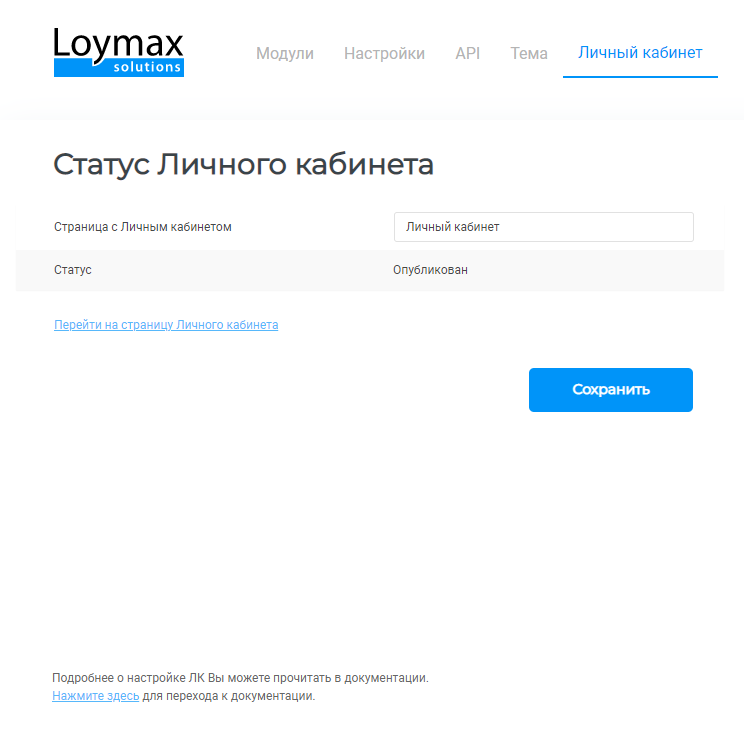 Loymax
solutions
Модули Настройки API Тема Личный кабинет
Статус Личного кабинета
Страница с Личным кабинетом Личный кабинет
Статус Опубликован
Перейти на страницу Личного кабинета
Сохранить
Подробнее о настройке ЛК Вы можете прочитать в документации.
Нажмите здесь для перехода к документации.